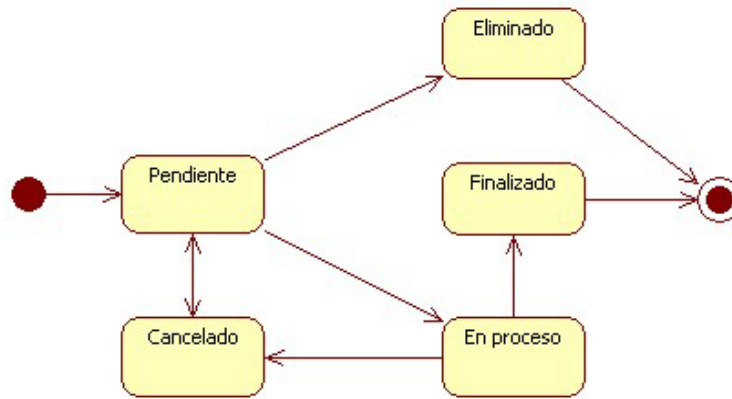 Eliminado
Pendiente
Finalizado
Cancelado
En proceso